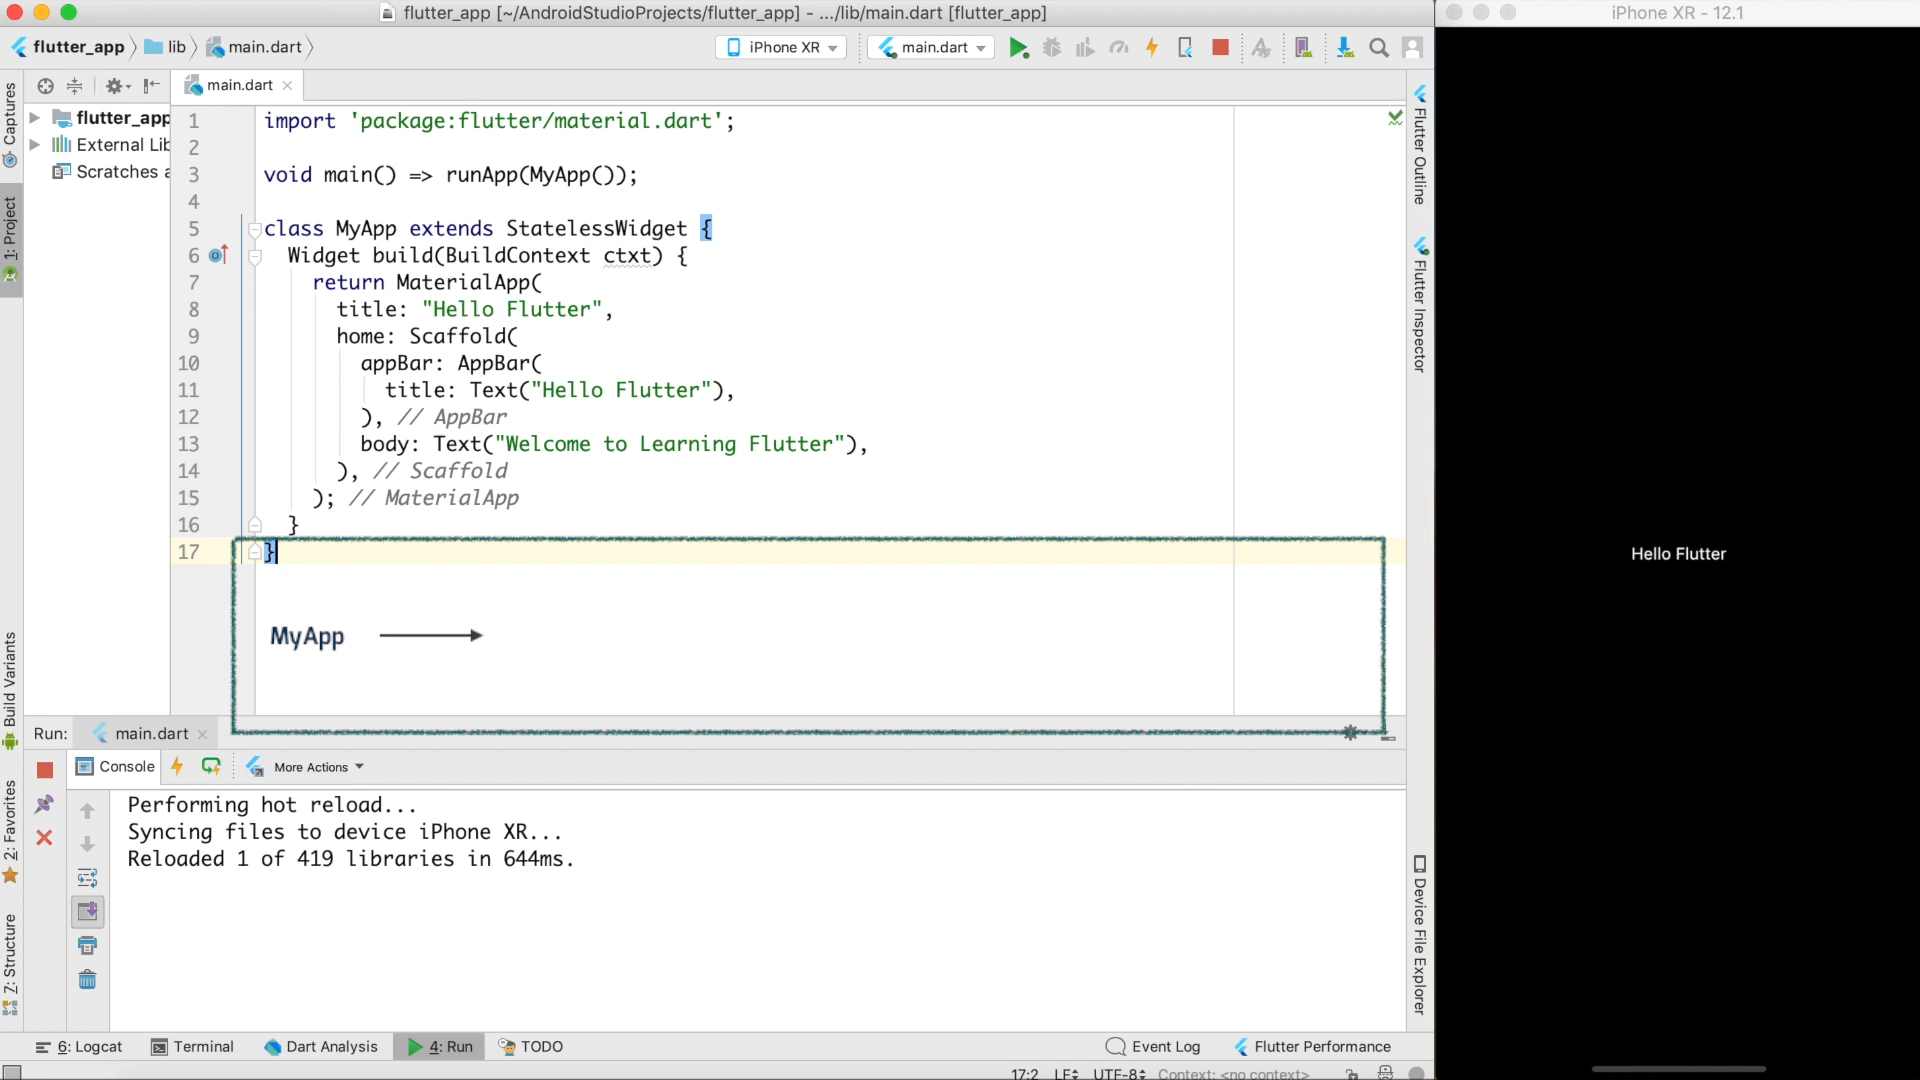 flutter_app [~/AndroidStudioProjects/flutter_app] - .../lib/main.dart [flutter_app]
iPhone XR - 12.1
flutter_app
lib
main.dart
iPhone XR
main.dart
main.dart
Captures
1: Project
Build Variants
2: Favorites
7: Structure
flutter_app
External Lib
Scratches a
1 import 'package:flutter/material.dart';
2
3 void main() => runApp(MyApp());
4
5 class MyApp extends StatelessWidget {
6 Widget build(BuildContext ctxt) {
7 return MaterialApp(
8 title: "Hello Flutter",
9 home: Scaffold(
10 appBar: AppBar(
11 title: Text("Hello Flutter"),
12 ), // AppBar
13 body: Text("Welcome to Learning Flutter"),
14 ), // Scaffold
15 ); // MaterialApp
16 }
17 }
MyApp
Flutter Outline
Flutter Inspector
Device File Explorer
Hello Flutter
Run:
main.dart
Console
More Actions
Performing hot reload...
Syncing files to device iPhone XR...
Reloaded 1 of 419 libraries in 644ms.
6: Logcat
Terminal
Dart Analysis
4: Run
TODO
Event Log
Flutter Performance
17:2
LF
UTF-8
Context: <no context>